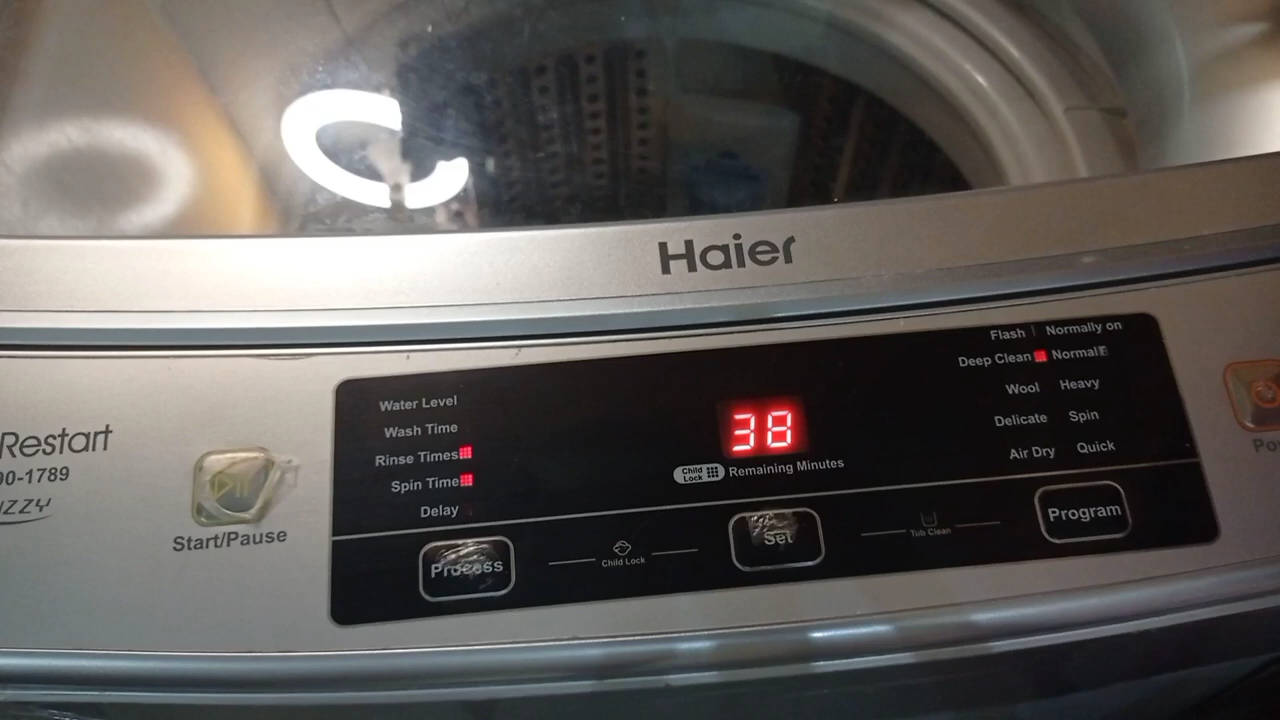 Haier
Restart
90-1789
Start/Pause
Water Level
Wash Time
Rinse Times
Spin Time
Delay
38
Child Lock
Remaining Minutes
Flash | Normally on
Deep Clean Normal
Wool Heavy
Delicate Spin
Air Dry Quick
Process
Child Lock
Set
Tub Clean
Program